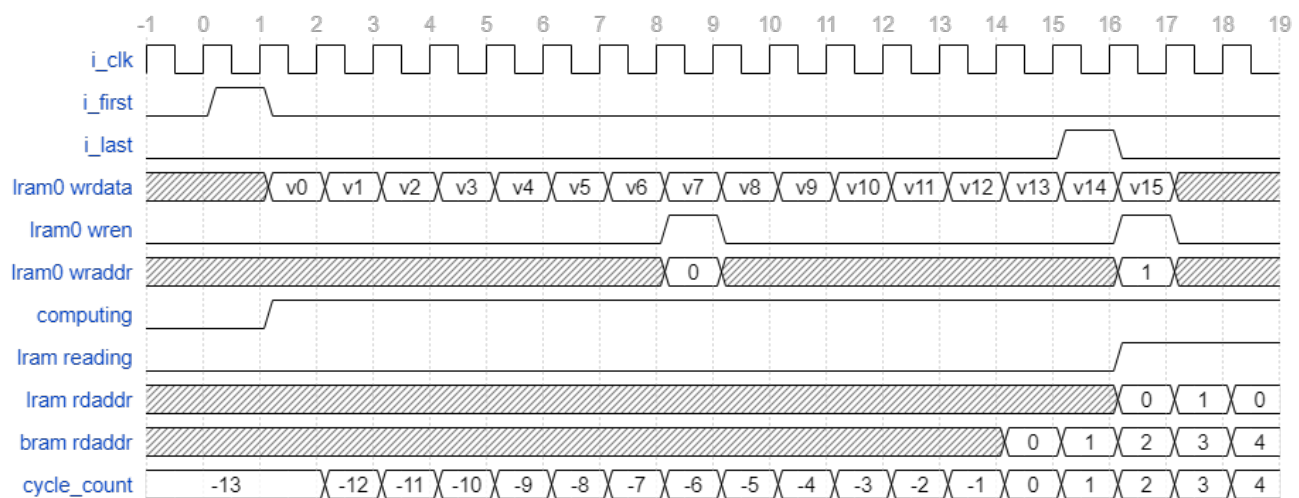 -1 0 1 2 3 4 5 6 7 8 9 10 11 12 13 14 15 16 17 18 19
i_clk
i_first
i_last
lram0 wrdata v0 v1 v2 v3 v4 v5 v6 v7 v8 v9 v10 v11 v12 v13 v14 v15
lram0 wren
lram0 wraddr 0 1
computing
lram reading
lram rdaddr 0 1 0
bram rdaddr 0 1 2 3 4
cycle_count -13 -12 -11 -10 -9 -8 -7 -6 -5 -4 -3 -2 -1 0 1 2 3 4